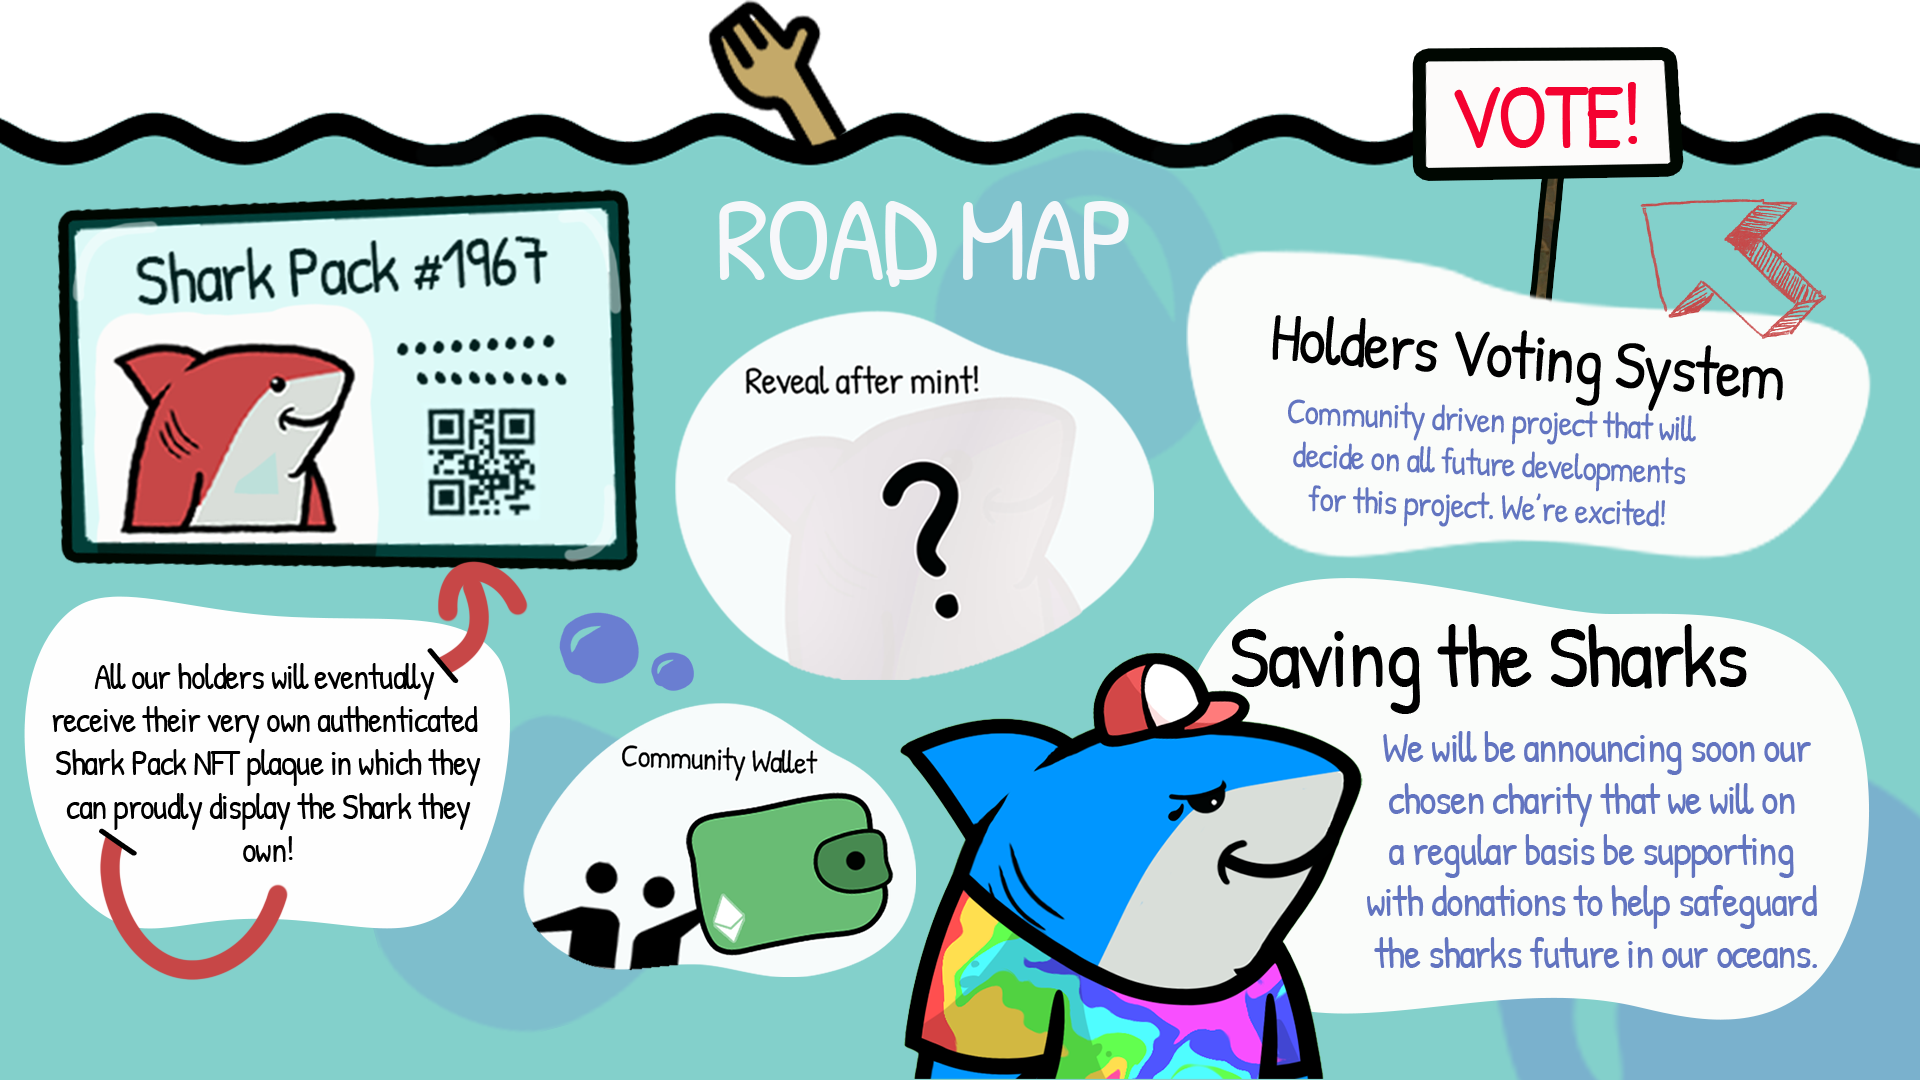 VOTE!
ROAD MAP
Shark Pack #1967
Reveal after mint!
Holders Voting System
Community driven project that will
decide on all future developments
for this project. We're excited!
All our holders will eventually
receive their very own authenticated
Shark Pack NFT plaque in which they
can proudly display the Shark they
own!
Community Wallet
Saving the Sharks
We will be announcing soon our
chosen charity that we will on
a regular basis be supporting
with donations to help safeguard
the sharks future in our oceans.